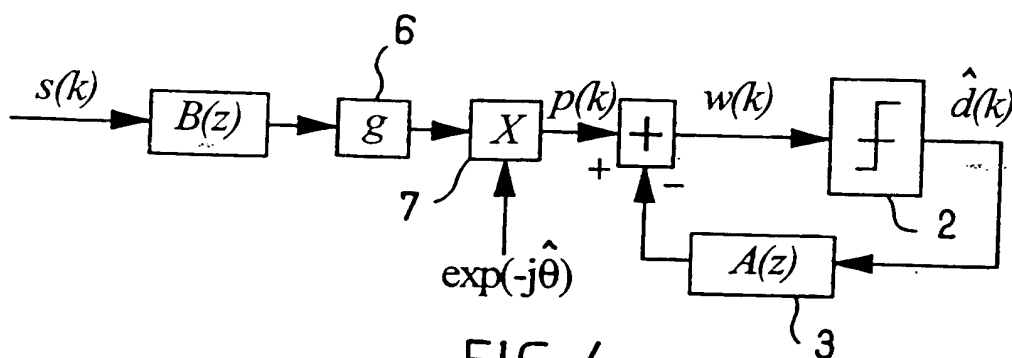 6
s(k)
B(z)
g
X
p(k)
+
w(k)
d̂(k)
+
−
7
2
exp(-jθ̂)
A(z)
3